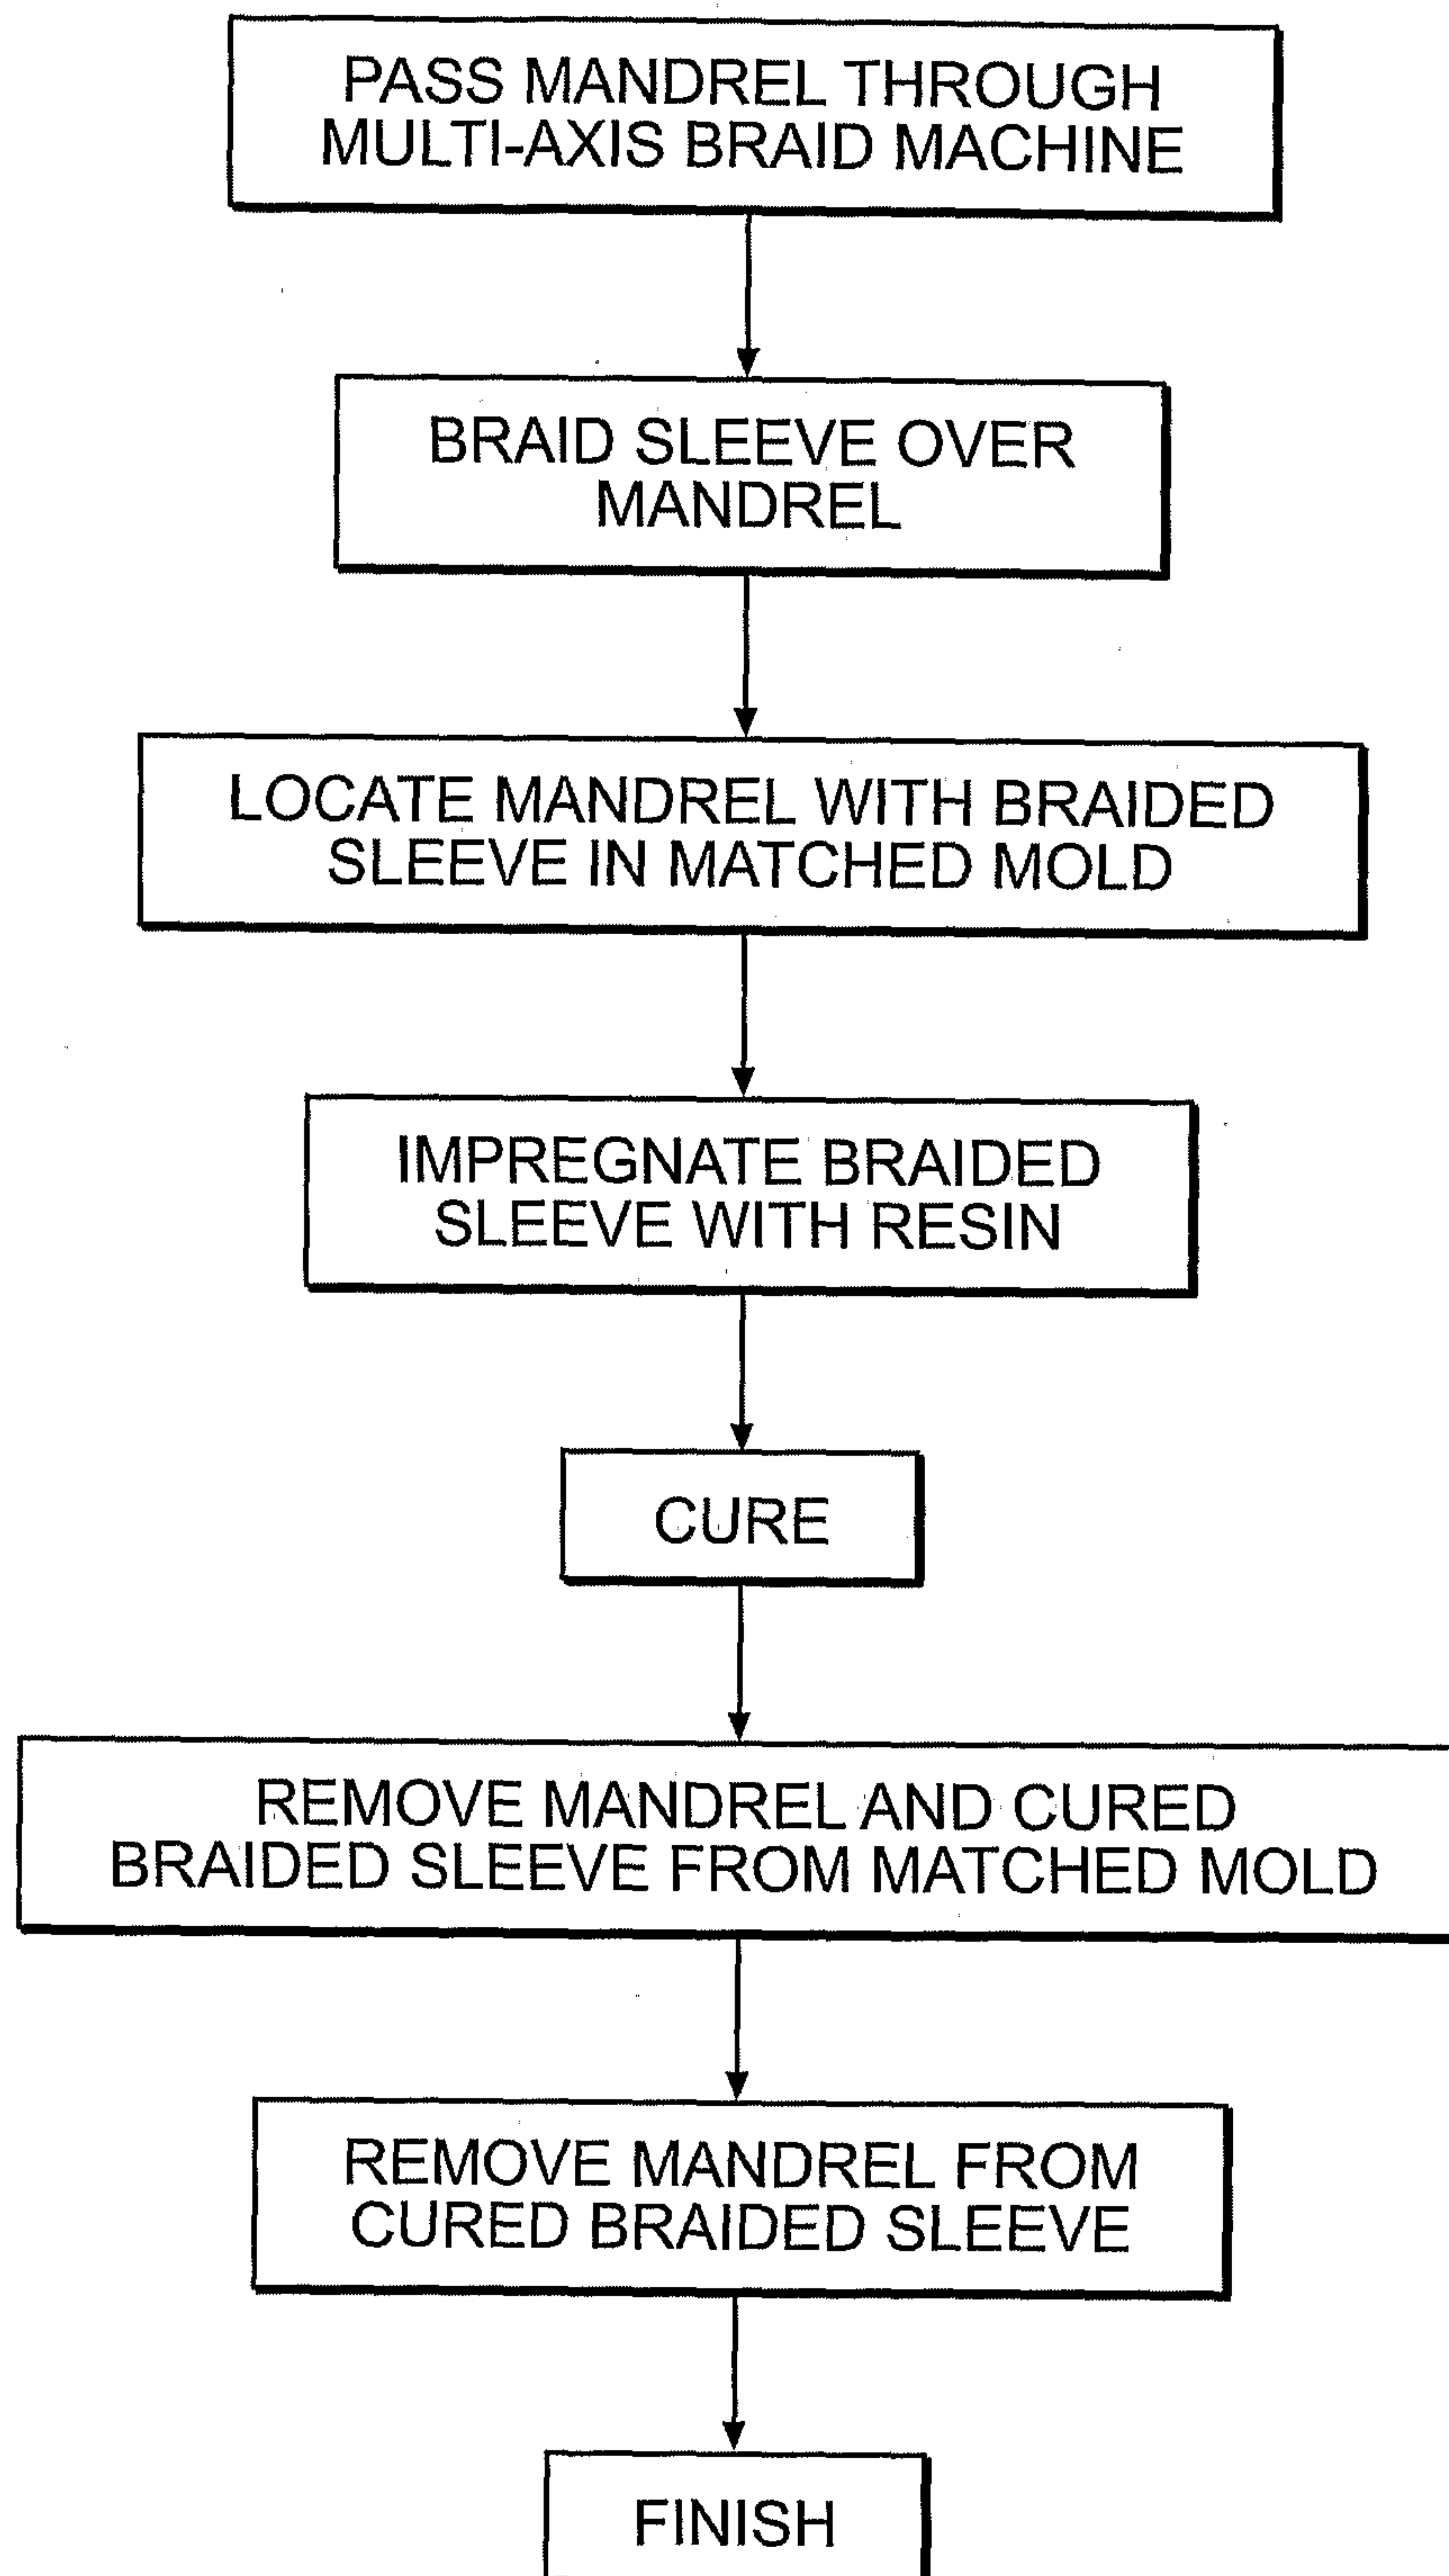 PASS MANDREL THROUGH
MULTI-AXIS BRAID MACHINE
BRAID SLEEVE OVER
MANDREL
LOCATE MANDREL WITH BRAIDED
SLEEVE IN MATCHED MOLD
IMPREGNATE BRAIDED
SLEEVE WITH RESIN
CURE
REMOVE MANDREL AND CURED
BRAIDED SLEEVE FROM MATCHED MOLD
REMOVE MANDREL FROM
CURED BRAIDED SLEEVE
FINISH